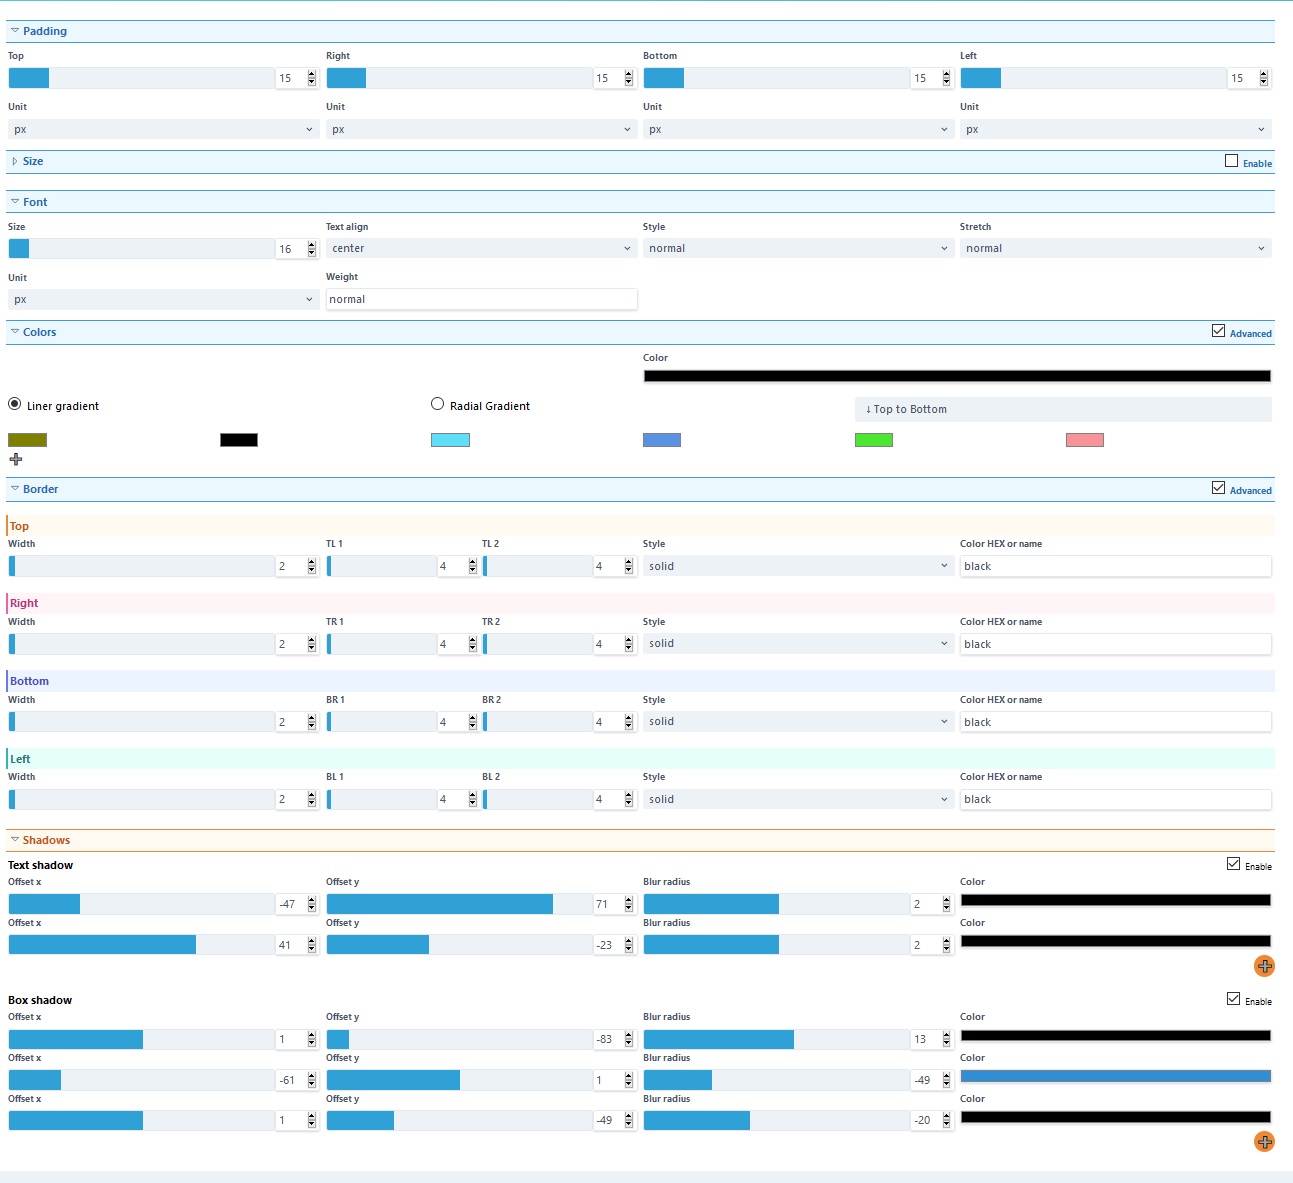 Padding
Top Right Bottom Left
15 15 15 15
Unit Unit Unit Unit
px px px px
Size Enable
Font
Size Text align Style Stretch
16 center normal normal
Unit Weight
px normal
Colors Advanced
Color
Liner gradient Radial Gradient ↓ Top to Bottom
Border Advanced
Top
Width TL 1 TL 2 Style Color HEX or name
2 4 4 solid black
Right
Width TR 1 TR 2 Style Color HEX or name
2 4 4 solid black
Bottom
Width BR 1 BR 2 Style Color HEX or name
2 4 4 solid black
Left
Width BL 1 BL 2 Style Color HEX or name
2 4 4 solid black
Shadows
Text shadow Enable
Offset x Offset y Blur radius Color
-47 71 2
Offset x Offset y Blur radius Color
41 -23 2
Box shadow Enable
Offset x Offset y Blur radius Color
1 -83 13
Offset x Offset y Blur radius Color
-61 1 -49
Offset x Offset y Blur radius Color
1 -49 -20